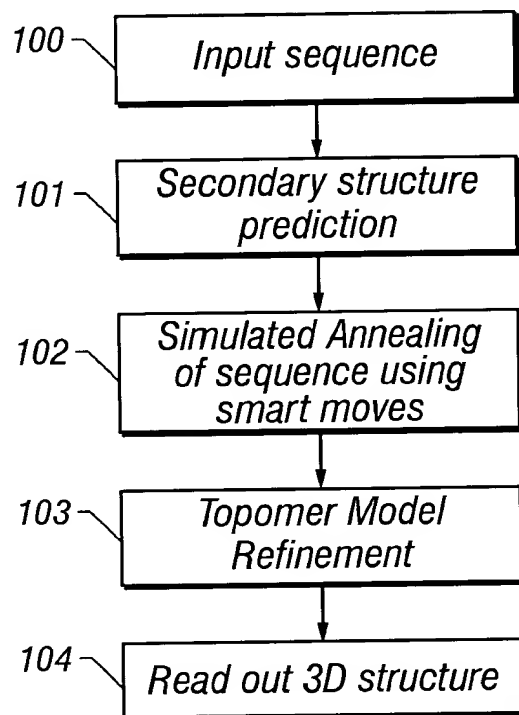 100
Input sequence
101
Secondary structure
prediction
102
Simulated Annealing
of sequence using
smart moves
103
Topomer Model
Refinement
104
Read out 3D structure